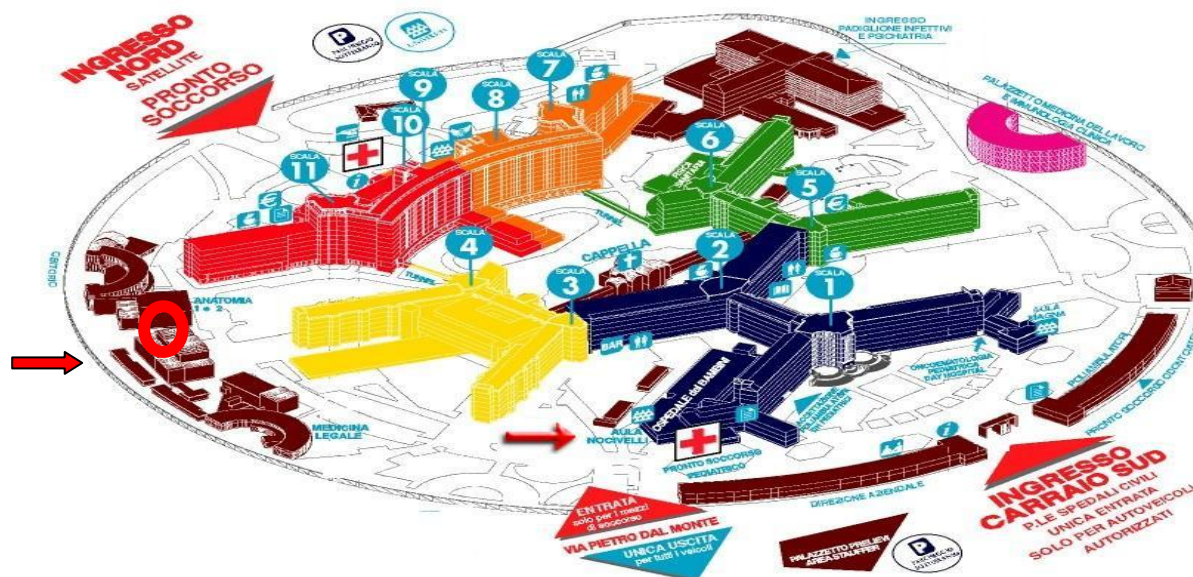 INGRESSO
NORD
SATELLITE
PRONTO
SOCCORSO
P
PARCHEGGIO
SCALA
11
SCALA
10
SCALA
9
SCALA
8
SCALA
7
INGRESSO
PADIGLIONE INFETTIVI
E PSICHIATRIA
PALAZZETTO MEDICINA DEL LAVORO
E IMMUNOLOGIA CLINICA
SCALA
6
FISICA
SANITARIA
SCALA
5
TUNNEL
SCALA
4
TUNNEL
CAPPELLA
SCALA
3
SCALA
2
SCALA
1
ANATOMIA
1 e 2
MEDICINA
LEGALE
BAR
OSPEDALE dei BAMBINI
AULA
NOCIVELLI
PRONTO SOCCORSO
PEDIATRICO
AULA
MAGNA
ONCOEMATOLOGIA
PEDIATRICA
DAY HOSPITAL
POLIAMBULATORI
DIREZIONE AZIENDALE
ENTRATA
solo per i mezzi
di soccorso
VIA PIETRO DAL MONTE
UNICA USCITA
per tutti i veicoli
PALAZZETTO PRELIEVI
AREA STAUFFER
P
PARCHEGGIO
INGRESSO
CARRAIO SUD
P.LE SPEDALI CIVILI
UNICA ENTRATA
SOLO PER AUTOVEICOLI
AUTORIZZATI